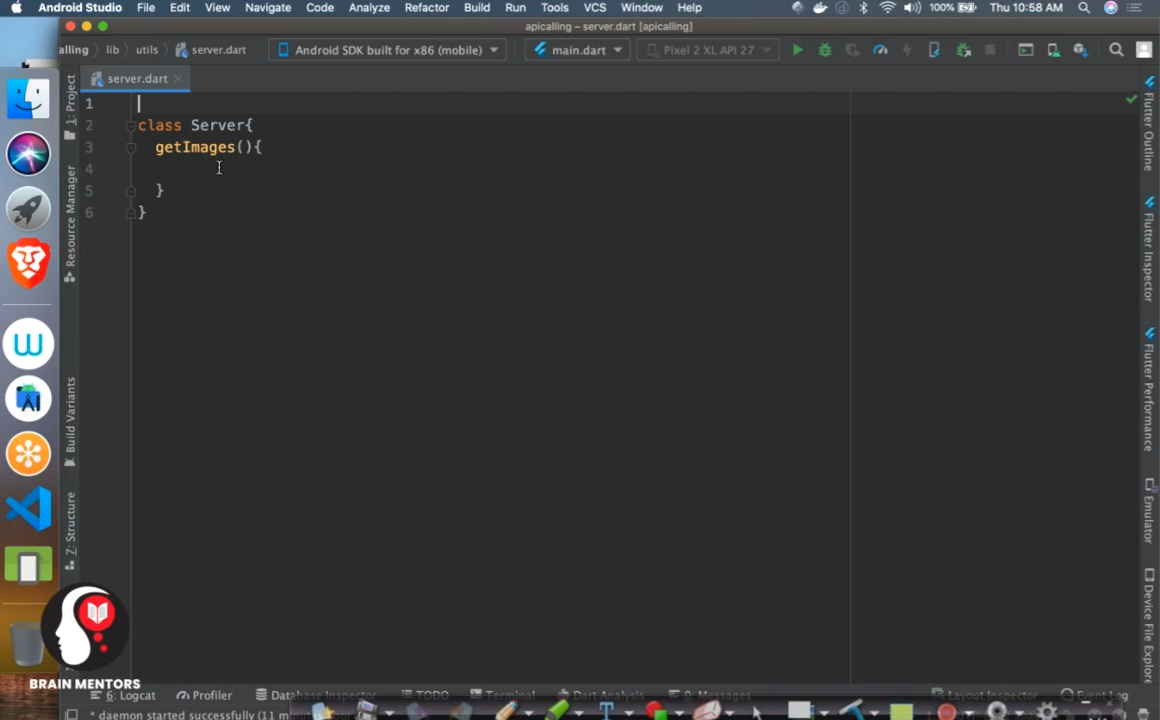 Android Studio File Edit View Navigate Code Analyze Refactor Build Run Tools VCS Window Help 100% Thu 10:58 AM
apicalling – server.dart [apicalling]
alling lib utils server.dart Android SDK built for x86 (mobile) main.dart Pixel 2 XL API 27
server.dart
1
2 class Server{
3 getImages(){
4
5 }
6 }
1: Project
Resource Manager
Build Variants
7: Structure
Flutter Outline
Flutter Inspector
Flutter Performance
Emulator
Device File Explorer
BRAIN MENTORS
6: Logcat Profiler Database Inspector TODO Terminal Dart Analysis 0: Messages Layout Inspector Event Log
* daemon started successfully (11 min